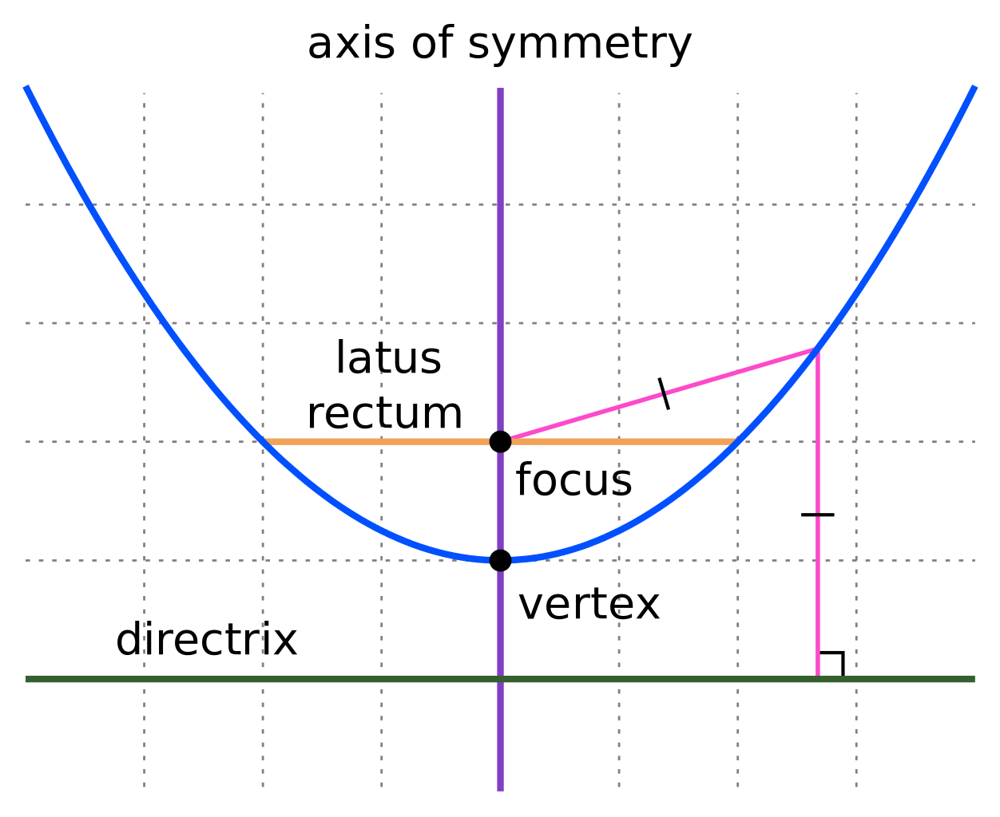 axis of symmetry
latus
rectum
focus
vertex
directrix